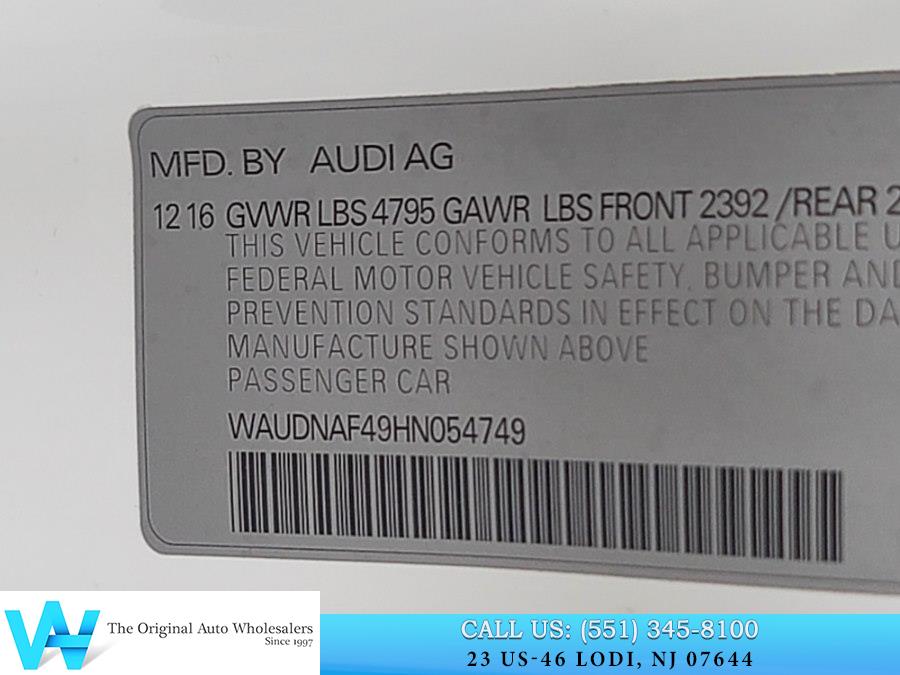 MFD. BY AUDI AG
12 16 GVWR LBS 4795 GAWR LBS FRONT 2392 /REAR 2
THIS VEHICLE CONFORMS TO ALL APPLICABLE U
FEDERAL MOTOR VEHICLE SAFETY, BUMPER AND
PREVENTION STANDARDS IN EFFECT ON THE DA
MANUFACTURE SHOWN ABOVE
PASSENGER CAR
WAUDNAF49HN054749
The Original Auto Wholesalers
Since 1997
CALL US: (551) 345-8100
23 US-46 LODI, NJ 07644